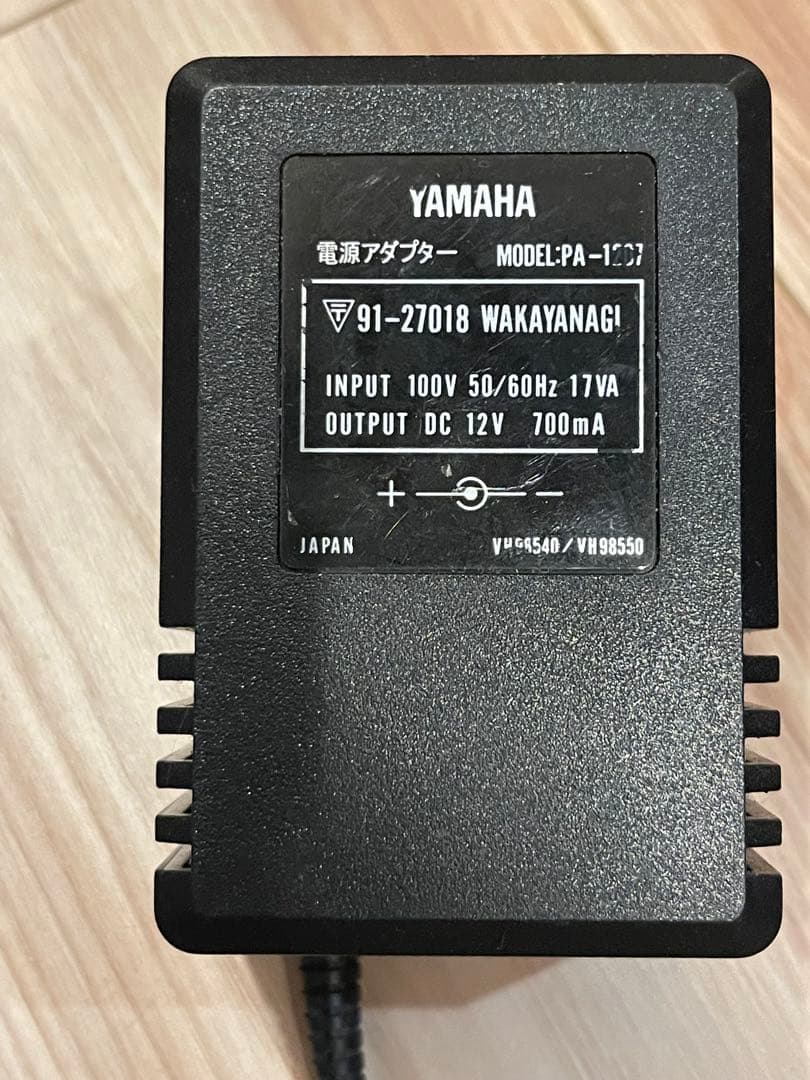 YAMAHA
電源アダプター MODEL:PA-1207
〒91-27018 WAKAYANAGI
INPUT 100V 50/60Hz 17VA
OUTPUT DC 12V 700mA
+ -
JAPAN VH98540/VH98550